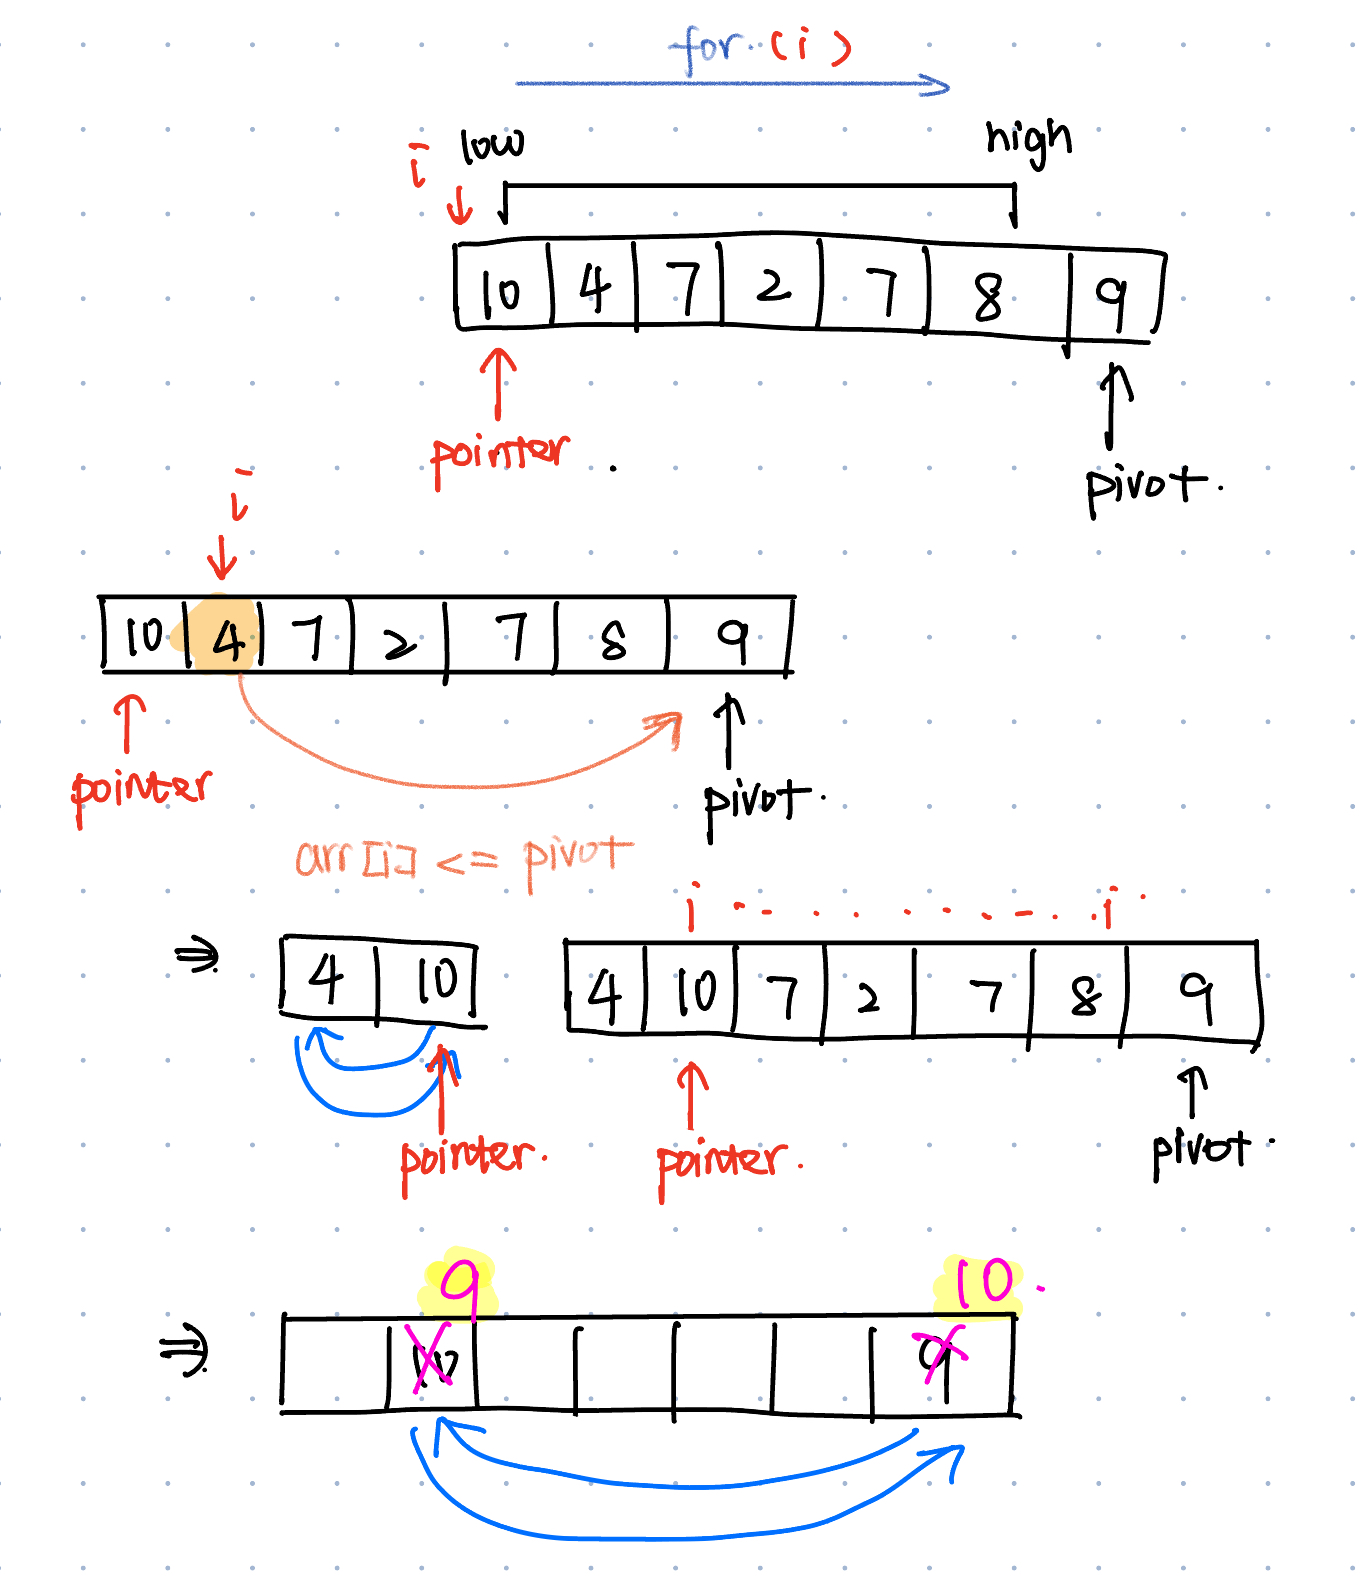 for (i)
i low high
10 4 7 2 7 8 9
pointer.
pivot.
i
10 4 7 2 7 8 9
pointer
pivot.
arr[i] <= pivot
i i
⇒ 4 10 4 10 7 2 7 8 9
pointer. pointer. pivot.
9 10.
⇒ 10 9